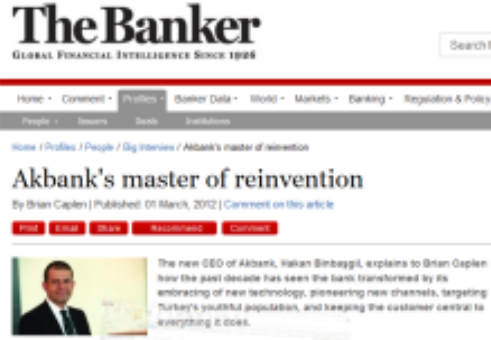 The Banker
GLOBAL FINANCIAL INTELLIGENCE SINCE 1926
Search
Home Comment Profiles Banker Data World Markets Banking Regulation & Policy
People Issuers Deals Institutions
Home / Profiles / People / Big Interview / Akbank's master of reinvention
Akbank's master of reinvention
By Brian Caplen | Published: 01 March, 2012 | Comment on this article
Print Email Share Recommend Comment
The new CEO of Akbank, Hakan Binbasgil, explains to Brian Caplen
how the past decade has seen the bank transformed by its
embracing of new technology, pioneering new channels, targeting
Turkey's youthful population, and keeping the customer central to
everything it does.